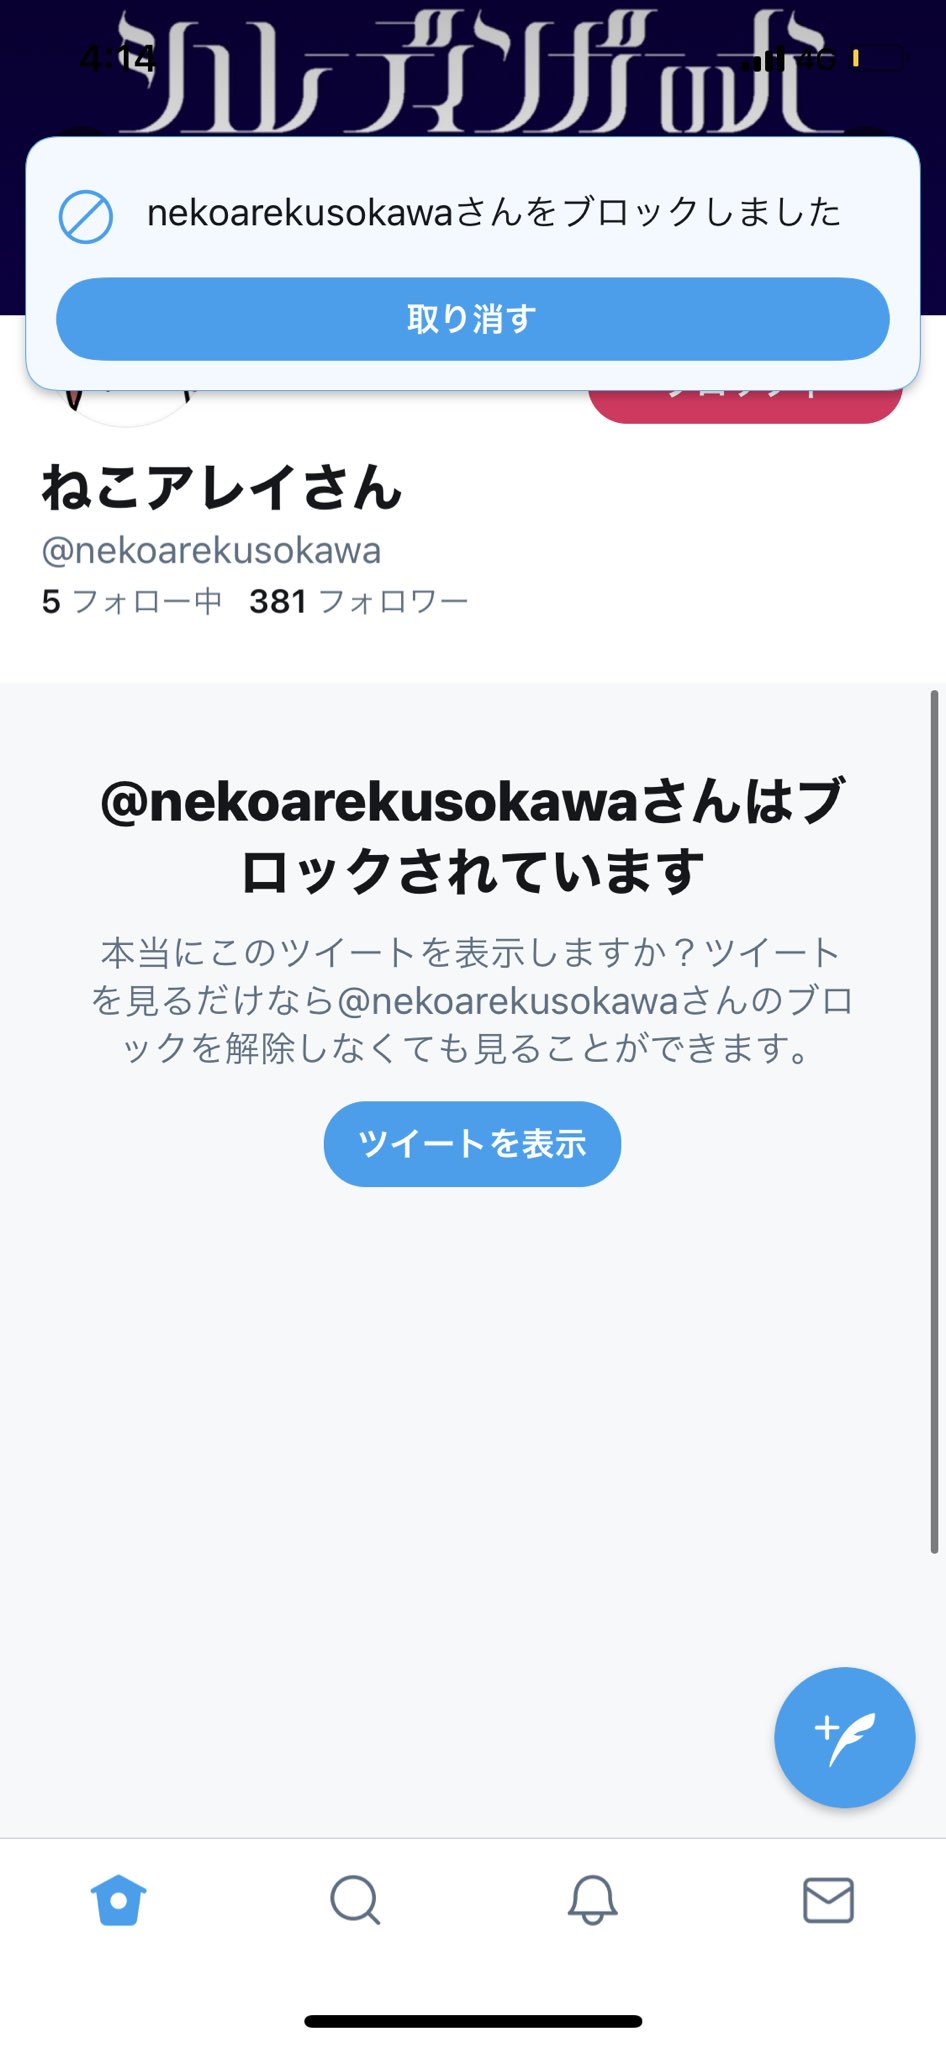 4:14
4G
nekoarekusokawaさんをブロックしました
取り消す
ねこアレイさん
@nekoarekusokawa
5 フォロー中 381 フォロワー
@nekoarekusokawaさんはブ
ロックされています
本当にこのツイートを表示しますか？ツイート
を見るだけなら@nekoarekusokawaさんのブロ
ックを解除しなくても見ることができます。
ツイートを表示